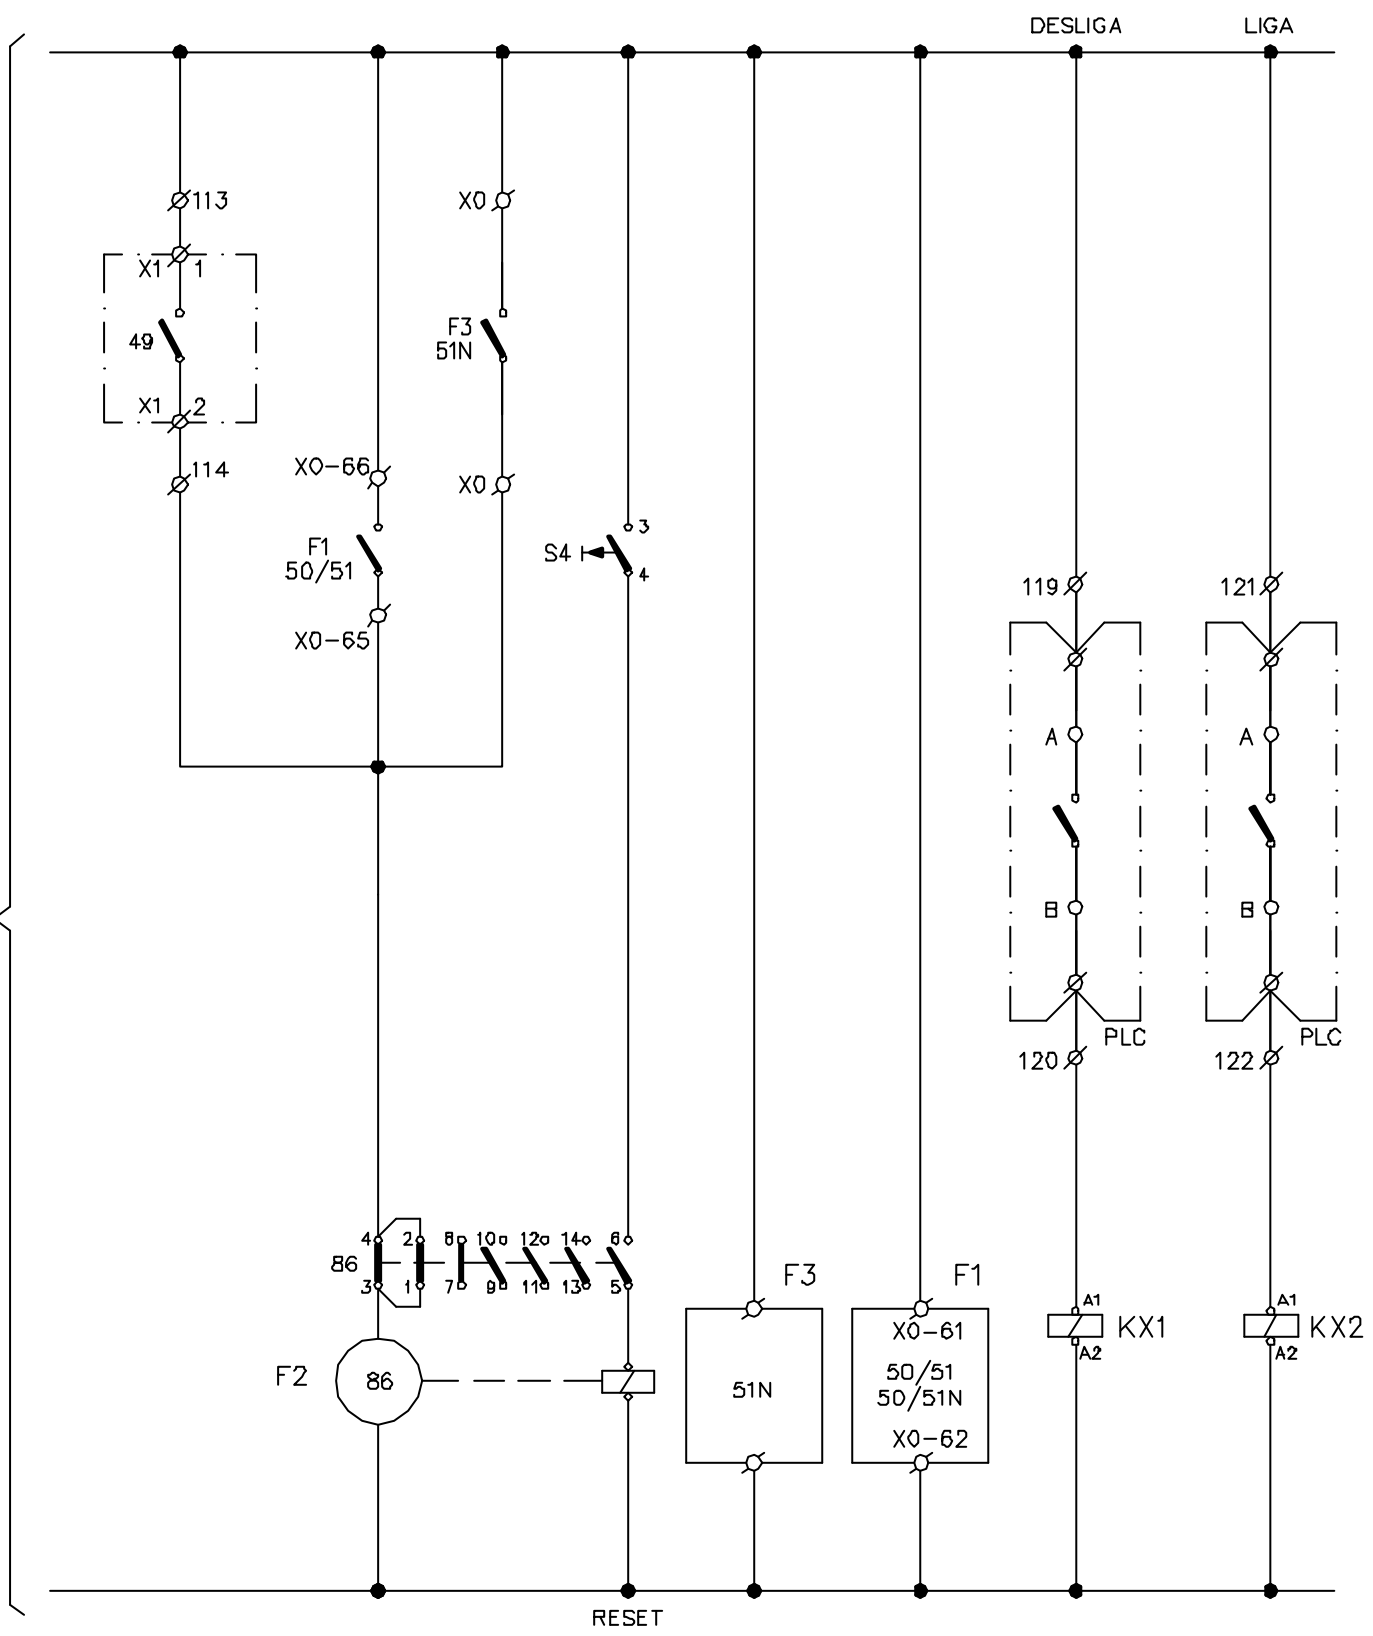 DESLIGA LIGA
113 X0
X1 1
49
F3
51N
X1 2
114
X0-66 X0
F1
50/51
S4 3
4
X0-65
119 121
A A
B B
PLC PLC
120 122
4 2 8 10 12 14 6
86
3 1 7 9 11 13 5
F3 F1
A1 A1
KX1 KX2
A2 A2
X0-61
F2 86
51N
50/51
50/51N
X0-62
RESET